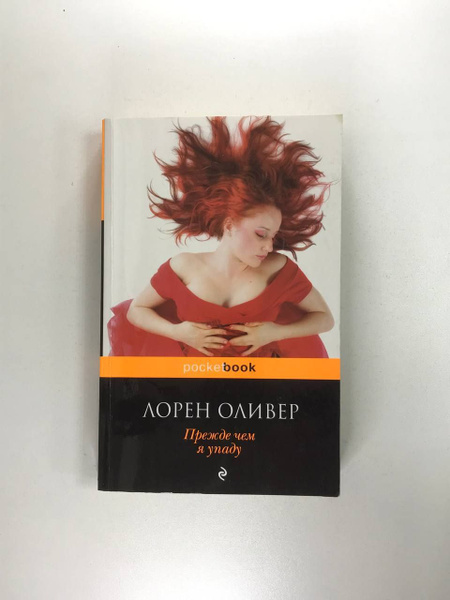 pocketbook
ЛОРЕН ОЛИВЕР
Прежде чем
я упаду